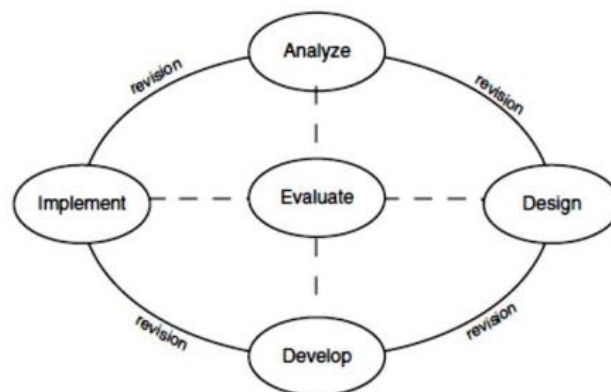 Analyze
revision
revision
Implement
Evaluate
Design
revision
revision
Develop